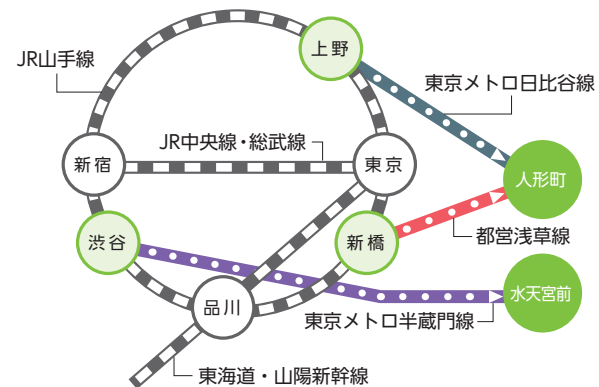 上野
JR山手線
東京メトロ日比谷線
JR中央線・総武線
新宿
東京
人形町
渋谷
新橋
都営浅草線
品川
水天宮前
東京メトロ半蔵門線
東海道・山陽新幹線